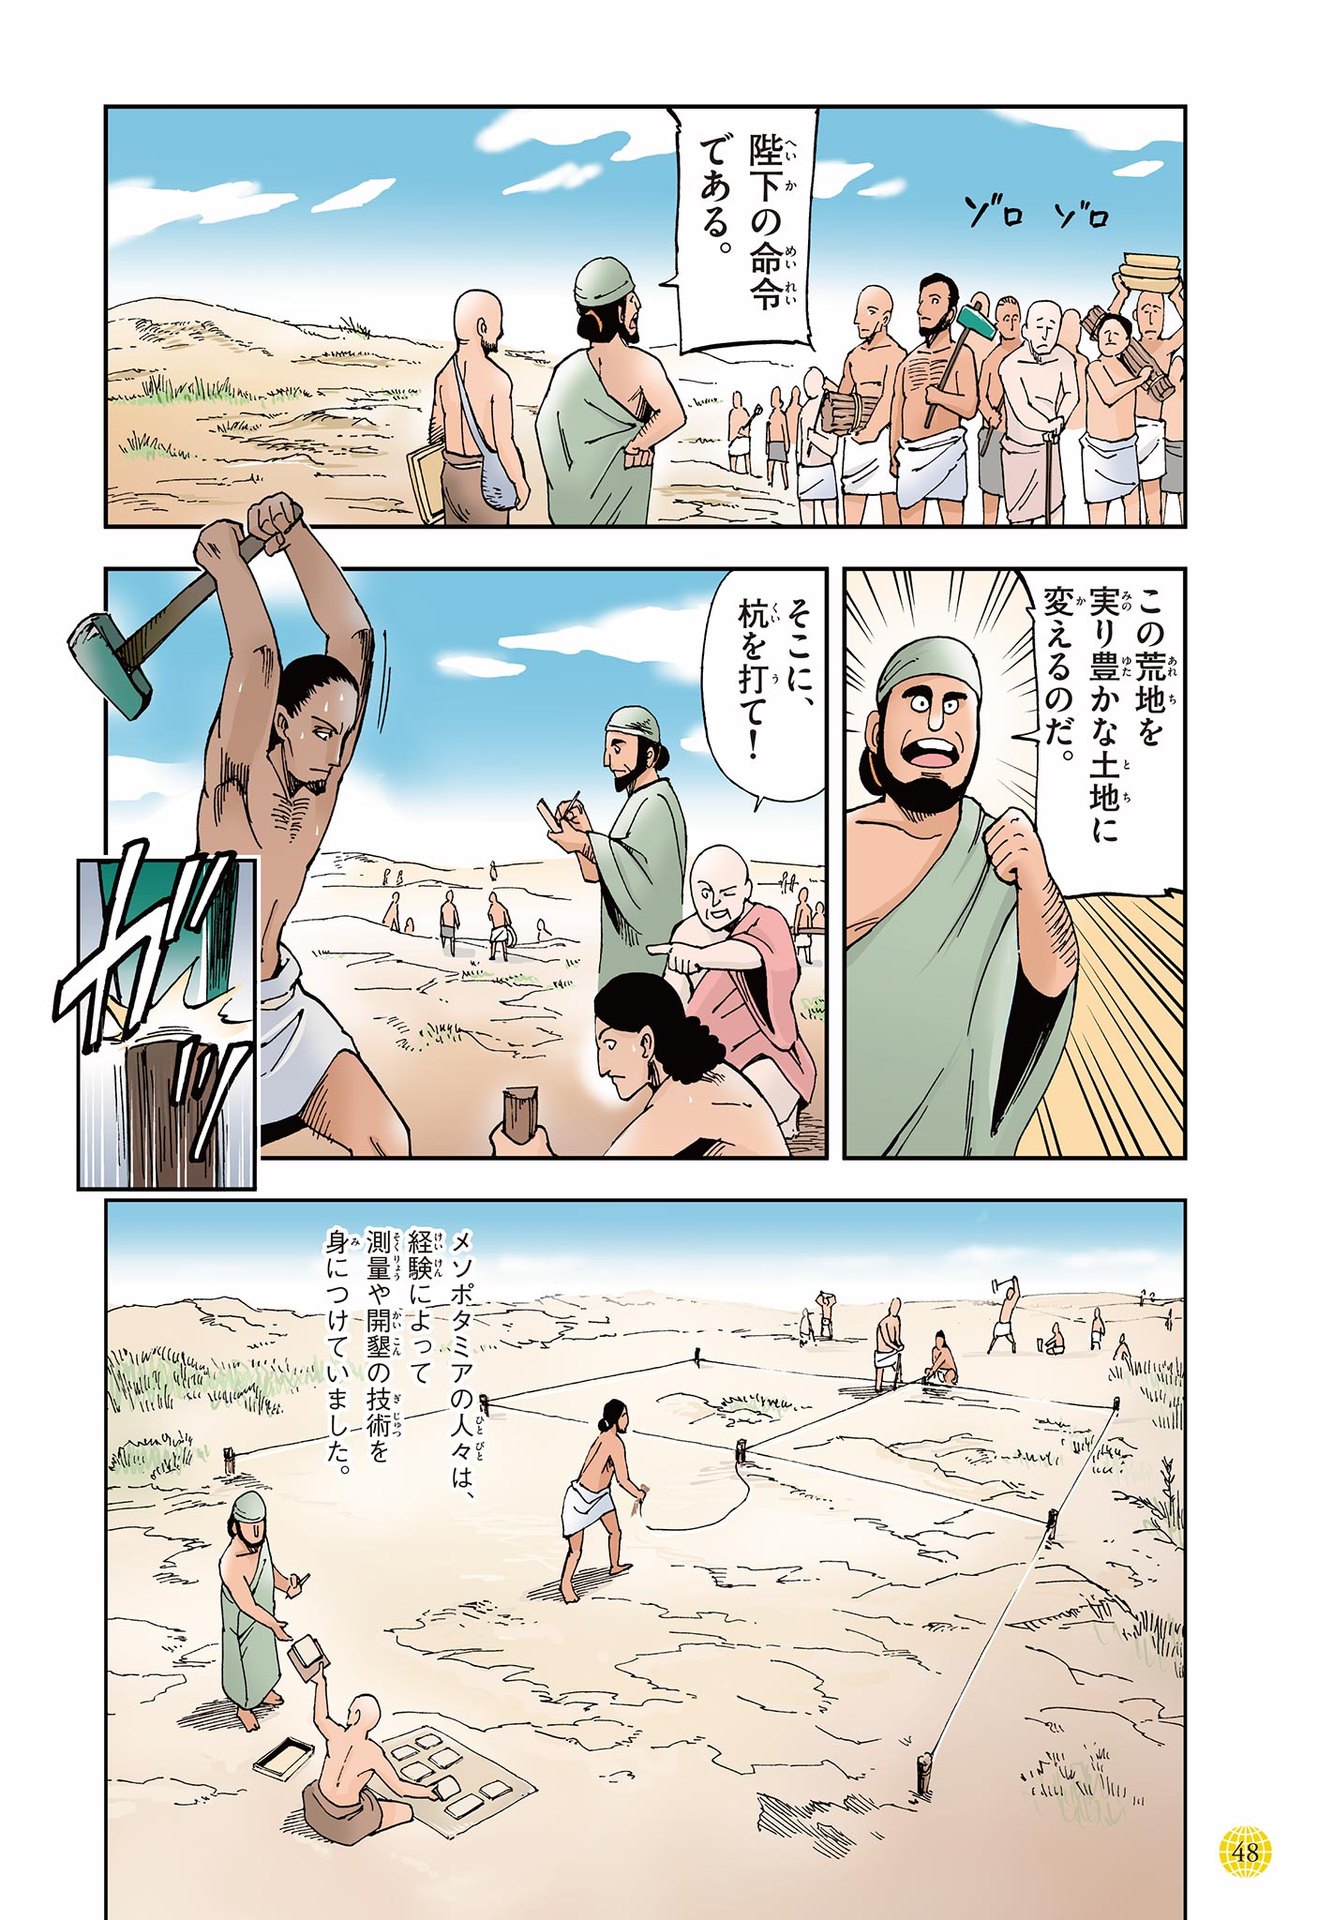 陛下の命令
である。
ゾロ ゾロ
この荒地を
実り豊かな土地に
変えるのだ。
そこに、
杭を打て!
ガッ
メソポタミアの人々は、
経験によって
測量や開墾の技術を
身につけていました。
48